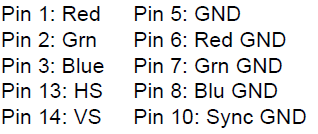 Pin 1: Red Pin 5: GND
Pin 2: Grn Pin 6: Red GND
Pin 3: Blue Pin 7: Grn GND
Pin 13: HS Pin 8: Blu GND
Pin 14: VS Pin 10: Sync GND